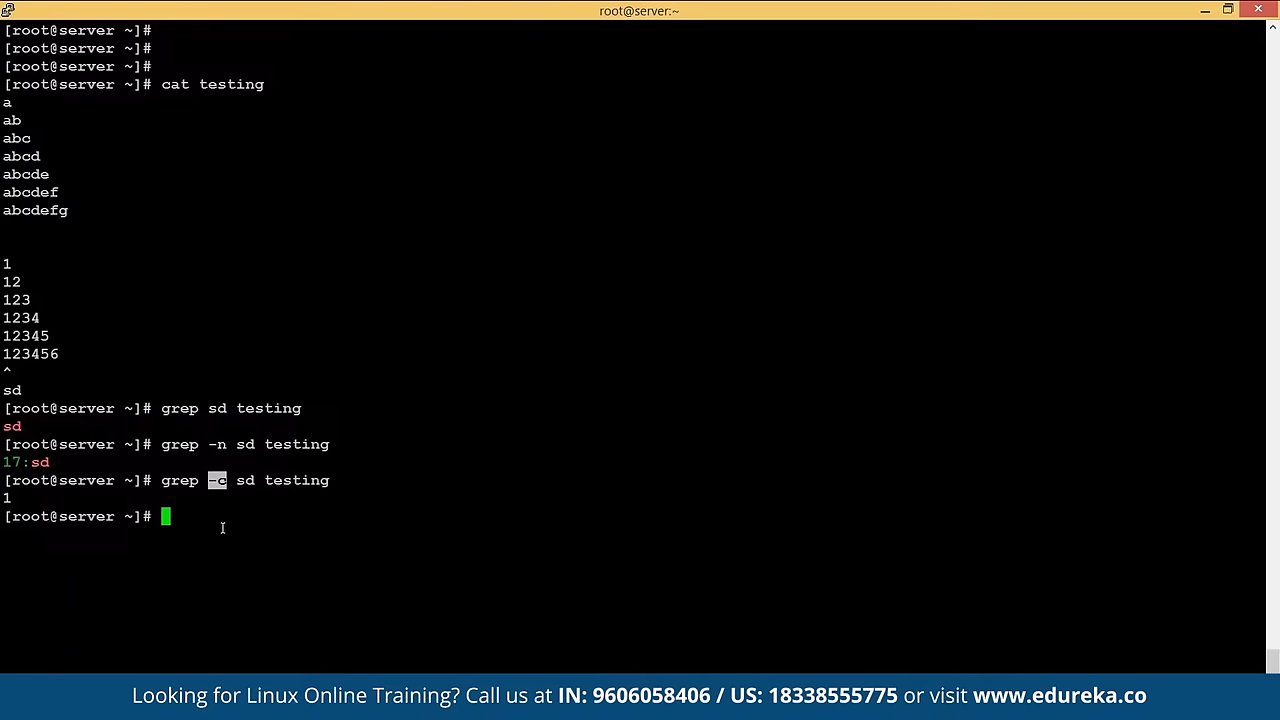 root@server:~
[root@server ~]#
[root@server ~]#
[root@server ~]#
[root@server ~]# cat testing
a
ab
abc
abcd
abcde
abcdef
abcdefg
1
12
123
1234
12345
123456
^
sd
[root@server ~]# grep sd testing
sd
[root@server ~]# grep -n sd testing
17:sd
[root@server ~]# grep -c sd testing
1
[root@server ~]#
Looking for Linux Online Training? Call us at IN: 9606058406 / US: 18338555775 or visit www.edureka.co